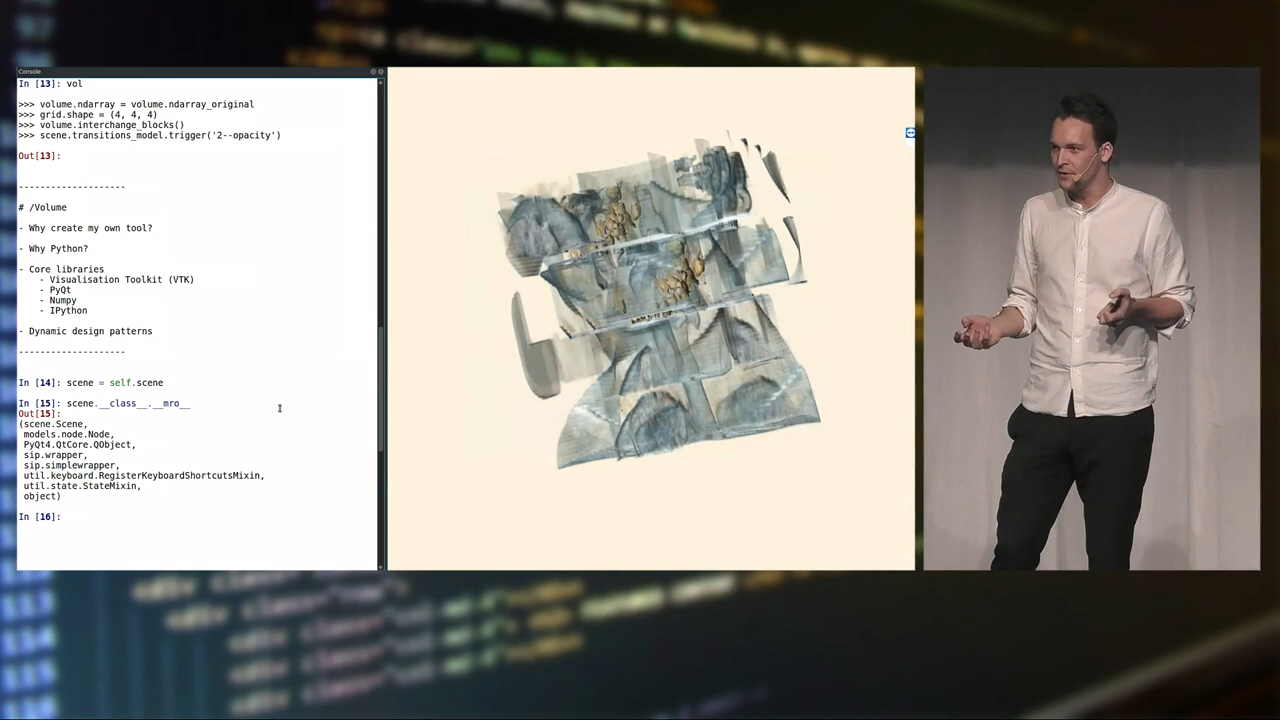 Console
In [13]: vol
>>> volume.ndarray = volume.ndarray_original
>>> grid.shape = (4, 4, 4)
>>> volume.interchange_blocks()
>>> scene.transitions_model.trigger('2--opacity')
Out[13]:
--------------------
# /Volume
- Why create my own tool?
- Why Python?
- Core libraries
- Visualisation Toolkit (VTK)
- PyQt
- Numpy
- IPython
- Dynamic design patterns
--------------------
In [14]: scene = self.scene
In [15]: scene.__class__.__mro__
Out[15]:
(scene.Scene,
models.node.Node,
PyQt4.QtCore.QObject,
sip.wrapper,
sip.simplewrapper,
util.keyboard.RegisterKeyboardShortcutsMixin,
util.state.StateMixin,
object)
In [16]:
113
114
115